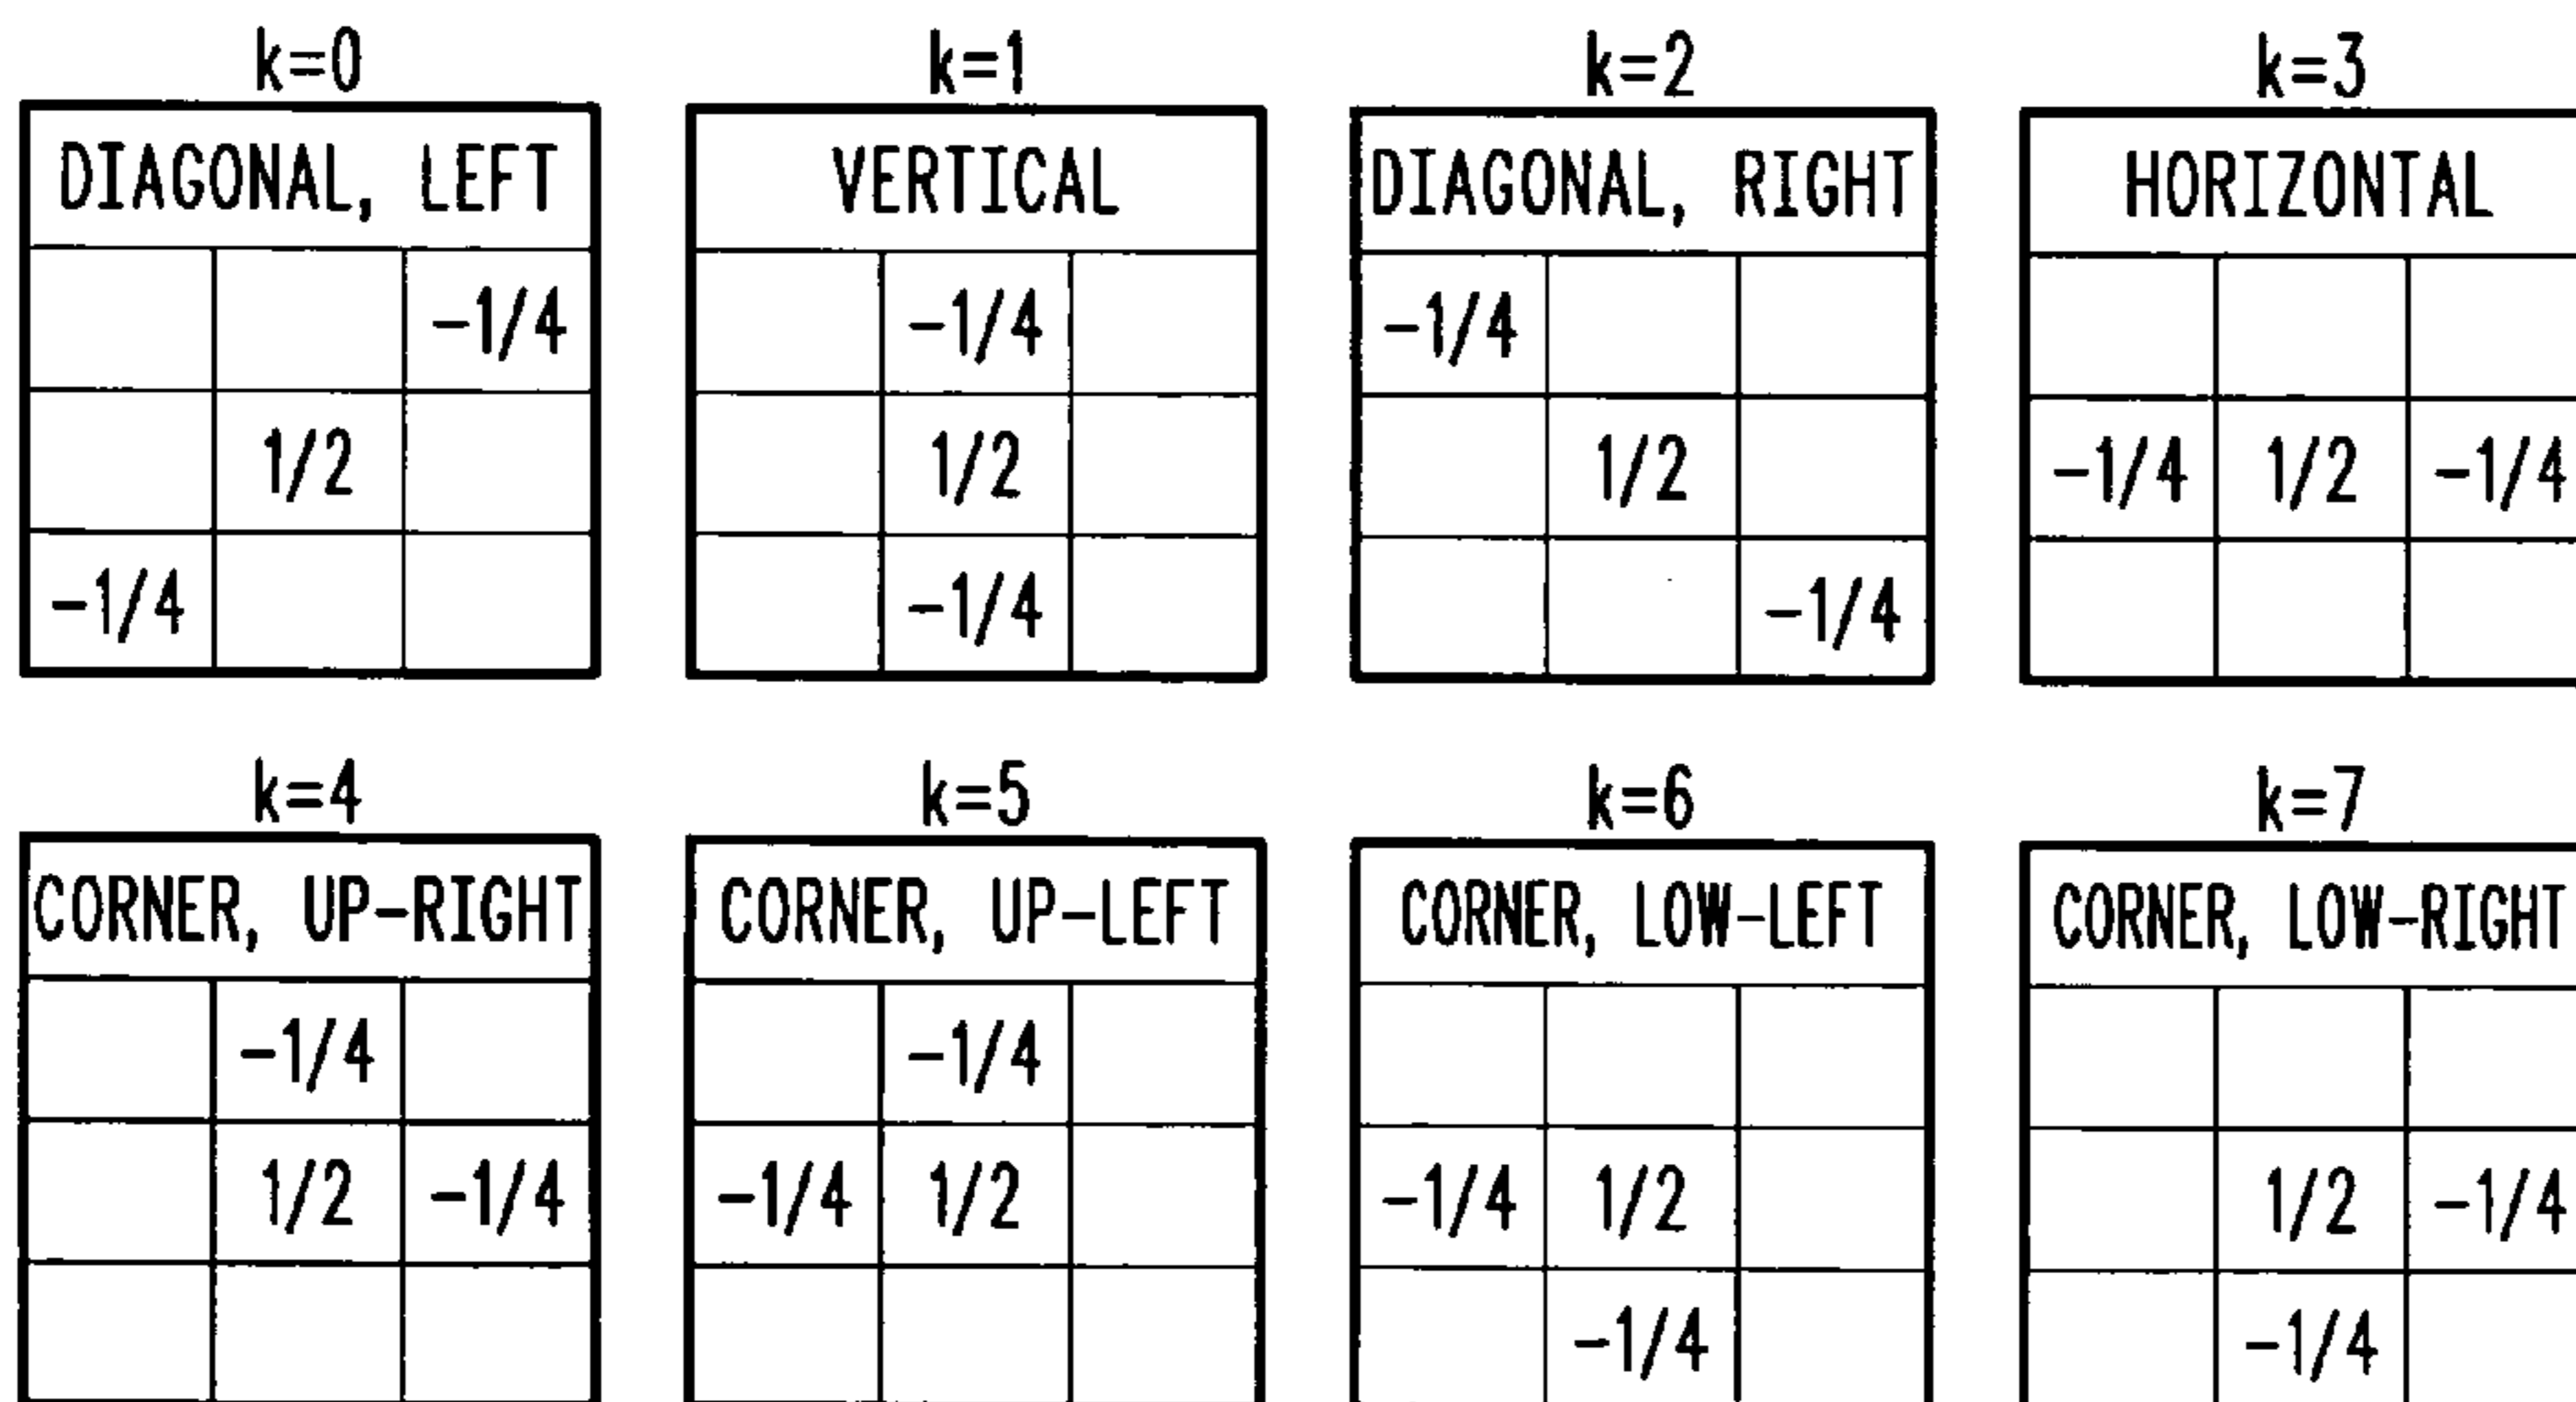 k=0 k=1 k=2 k=3
DIAGONAL, LEFT VERTICAL DIAGONAL, RIGHT HORIZONTAL
-1/4 -1/4 -1/4
1/2 1/2 1/2 -1/4 1/2 -1/4
-1/4 -1/4 -1/4
k=4 k=5 k=6 k=7
CORNER, UP-RIGHT CORNER, UP-LEFT CORNER, LOW-LEFT CORNER, LOW-RIGHT
-1/4 -1/4
1/2 -1/4 -1/4 1/2 -1/4 1/2 1/2 -1/4
-1/4 -1/4